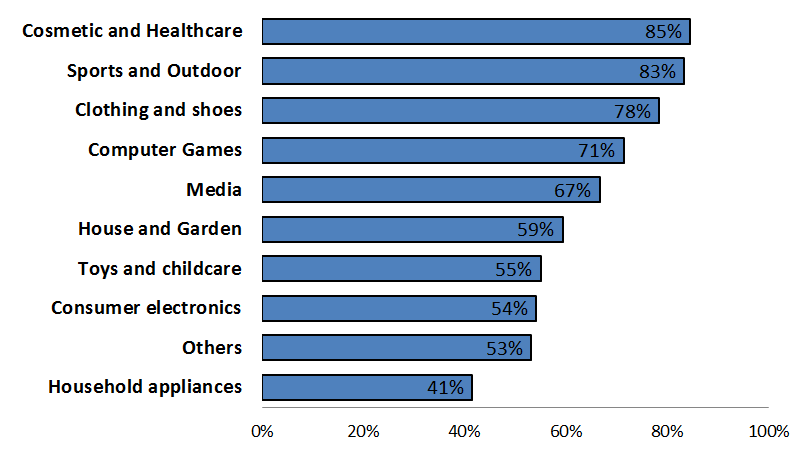 Cosmetic and Healthcare 85%
Sports and Outdoor 83%
Clothing and shoes 78%
Computer Games 71%
Media 67%
House and Garden 59%
Toys and childcare 55%
Consumer electronics 54%
Others 53%
Household appliances 41%
0% 20% 40% 60% 80% 100%